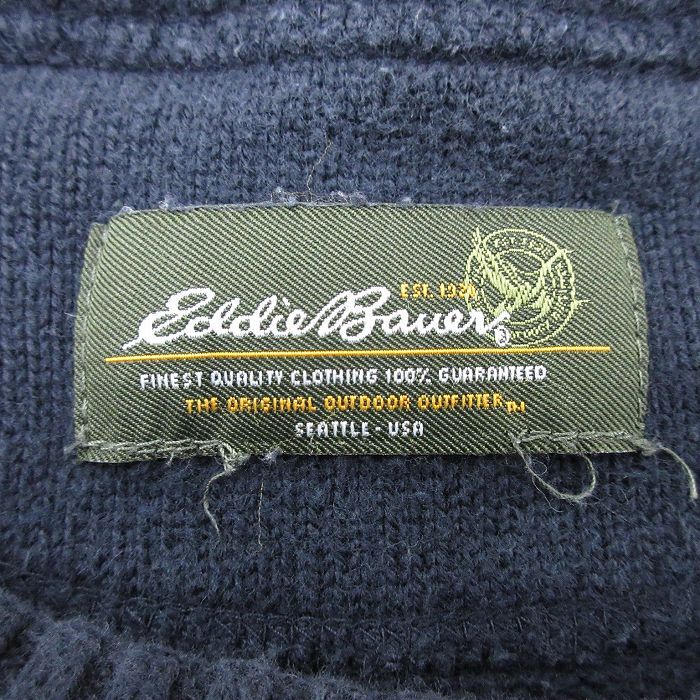 EST. 1920
Eddie Bauer®
FINEST QUALITY CLOTHING 100% GUARANTEED
THE ORIGINAL OUTDOOR OUTFITTER
SEATTLE · USA